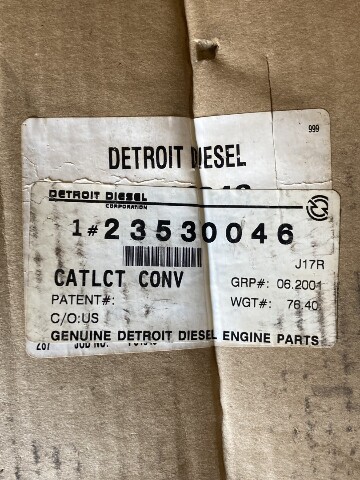 999
DETROIT DIESEL
DETROIT DIESEL
CORPORATION
1# 23530046
J17R
CATLCT CONV GRP#: 06.2001
PATENT#: WGT#: 76.40
C/O:US
GENUINE DETROIT DIESEL ENGINE PARTS